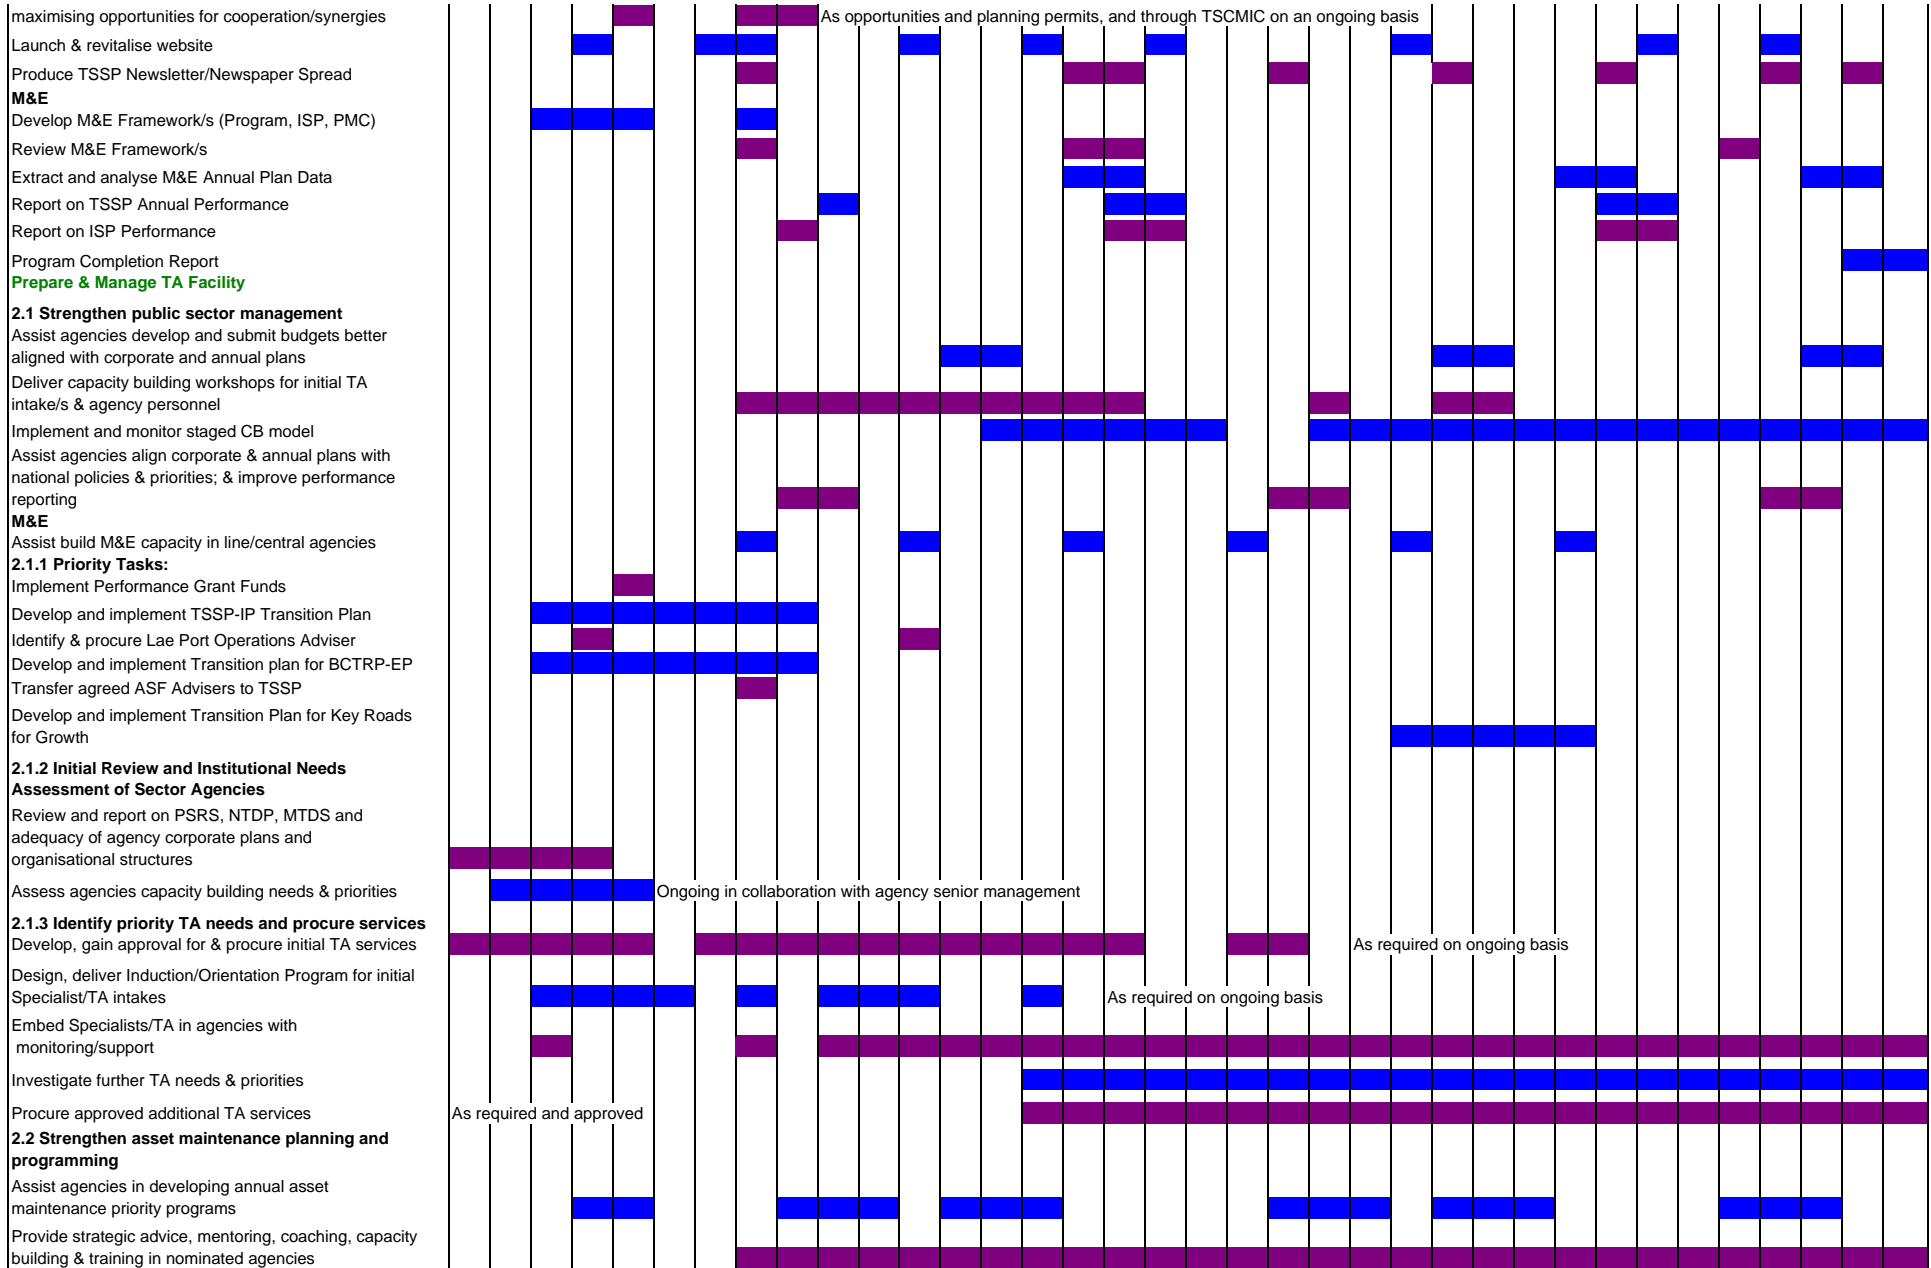 maximising opportunities for cooperation/synergies
As opportunities and planning permits, and through TSCMIC on an ongoing basis
Launch & revitalise website
Produce TSSP Newsletter/Newspaper Spread
M&E
Develop M&E Framework/s (Program, ISP, PMC)
Review M&E Framework/s
Extract and analyse M&E Annual Plan Data
Report on TSSP Annual Performance
Report on ISP Performance
Program Completion Report
Prepare & Manage TA Facility
2.1 Strengthen public sector management
Assist agencies develop and submit budgets better
aligned with corporate and annual plans
Deliver capacity building workshops for initial TA
intake/s & agency personnel
Implement and monitor staged CB model
Assist agencies align corporate & annual plans with
national policies & priorities; & improve performance
reporting
M&E
Assist build M&E capacity in line/central agencies
2.1.1 Priority Tasks:
Implement Performance Grant Funds
Develop and implement TSSP-IP Transition Plan
Identify & procure Lae Port Operations Adviser
Develop and implement Transition plan for BCTRP-EP
Transfer agreed ASF Advisers to TSSP
Develop and implement Transition Plan for Key Roads
for Growth
2.1.2 Initial Review and Institutional Needs
Assessment of Sector Agencies
Review and report on PSRS, NTDP, MTDS and
adequacy of agency corporate plans and
organisational structures
Assess agencies capacity building needs & priorities
Ongoing in collaboration with agency senior management
2.1.3 Identify priority TA needs and procure services
Develop, gain approval for & procure initial TA services
As required on ongoing basis
Design, deliver Induction/Orientation Program for initial
Specialist/TA intakes
As required on ongoing basis
Embed Specialists/TA in agencies with
monitoring/support
Investigate further TA needs & priorities
Procure approved additional TA services
As required and approved
2.2 Strengthen asset maintenance planning and
programming
Assist agencies in developing annual asset
maintenance priority programs
Provide strategic advice, mentoring, coaching, capacity
building & training in nominated agencies